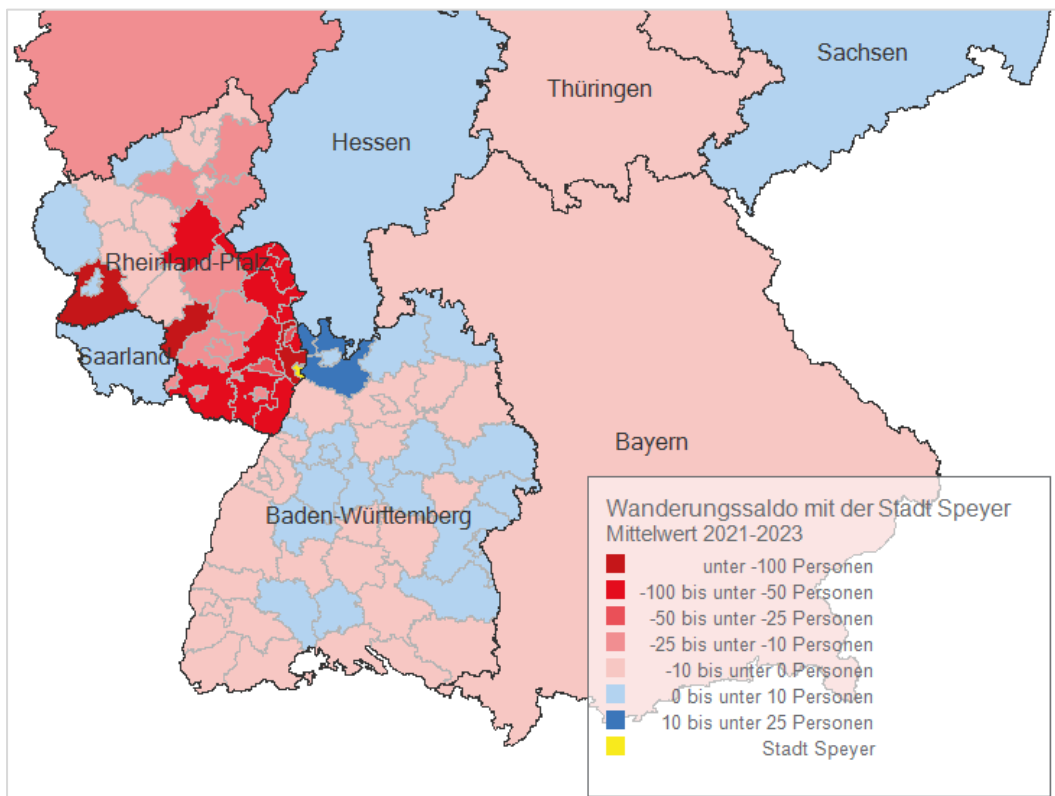 Sachsen
Thüringen
Hessen
Rheinland-Pfalz
Saarland
Bayern
Baden-Württemberg
Wanderungssaldo mit der Stadt Speyer
Mittelwert 2021-2023
unter -100 Personen
-100 bis unter -50 Personen
-50 bis unter -25 Personen
-25 bis unter -10 Personen
-10 bis unter 0 Personen
0 bis unter 10 Personen
10 bis unter 25 Personen
Stadt Speyer